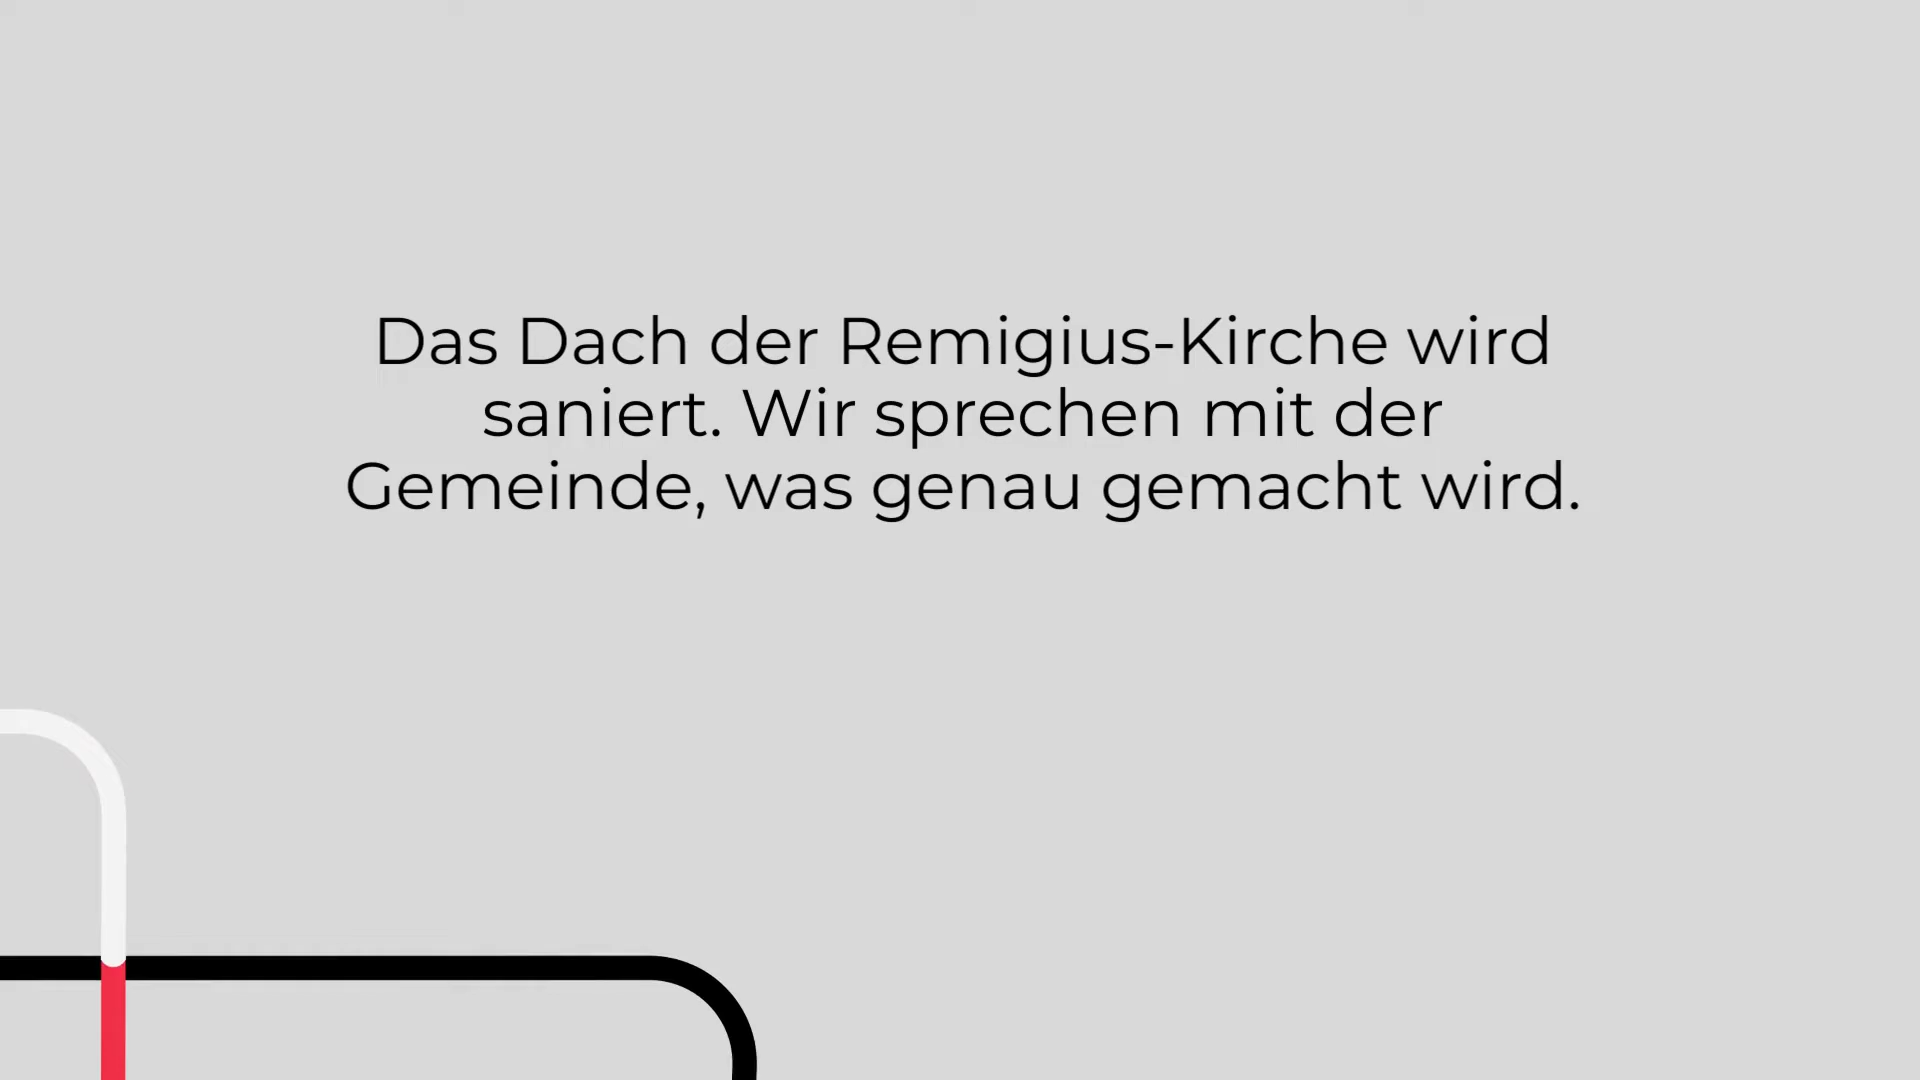 Das Dach der Remigius-Kirche wird
saniert. Wir sprechen mit der
Gemeinde, was genau gemacht wird.